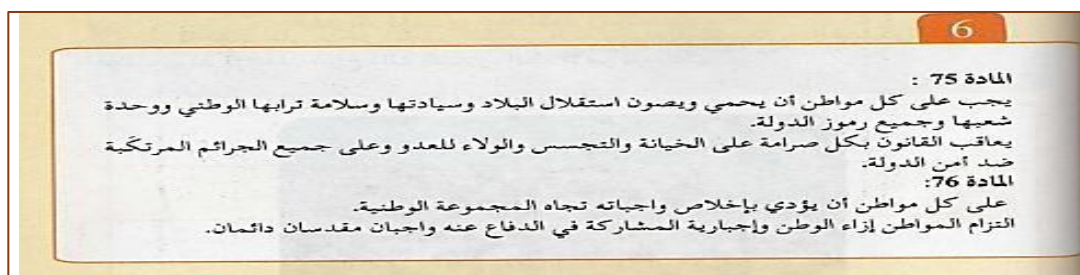 6
المادة 75 :
يجب على كل مواطن أن يحمي ويصون استقلال البلاد وسيادتها وسلامة ترابها الوطني ووحدة
شعبها وجميع رموز الدولة.
يعاقب القانون بكل صرامة على الخيانة والتجسس والولاء للعدو وعلى جميع الجرائم المرتكَبة
ضد أمن الدولة.
المادة 76:
على كل مواطن أن يؤدي بإخلاص واجباته تجاه المجموعة الوطنية.
التزام المواطن إزاء الوطن وإجبارية المشاركة في الدفاع عنه واجبان مقدسان دائمان.